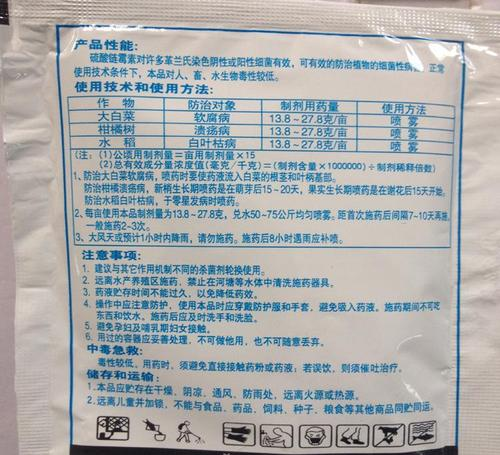 产品性能：
硫酸链霉素对许多革兰氏染色阴性或阳性细菌有效，可有效的防治植物的细菌性病害。正常
使用技术条件下，本品对人、畜、水生物毒性较低。
使用技术和使用方法：
作 物 防治对象 制剂用药量 使用方法
大白菜 软腐病 13.8～27.8克/亩 喷 雾
柑橘树 溃疡病 13.8～27.8克/亩 喷 雾
水 稻 白叶枯病 13.8～27.8克/亩 喷 雾
注：（1）公顷用制剂量＝亩用制剂量×15
（2）总有效成分量浓度值（毫克/千克）＝（制剂含量×1000000）÷制剂稀释倍数）
1、防治大白菜软腐病，喷药时要使药液流入白菜的根茎和叶柄基部。
防治柑橘溃疡病，新梢生长期喷药是在萌芽后15～20天，果实生长期喷药是在谢花后15天开始。
防治水稻白叶枯病，于零星发病时喷药。
2、每亩使用本品制剂量为13.8～27.8克，兑水50～75公斤均匀喷雾。距首次施药后间隔7～10天再施，
一般施药2～3次。
3、大风天或预计1小时内降雨，请勿施药。施药后8小时遇雨应补喷。
注意事项：
1. 建议与其它作用机制不同的杀菌剂轮换使用。
2. 远离水产养殖区施药，禁止在河塘等水体中清洗施药器具。
3. 药液贮存时间不能过久，以免降低药效。
4. 操作中应注意防护，使用本品时应穿戴防护服和手套，避免吸入药液。施药期间不可吃
东西和饮水。施药后应及时洗手和洗脸。
5. 避免孕妇及哺乳期妇女接触。
6. 用过的容器应妥善处理，不可做他用，也不可随意丢弃。
中毒急救：
毒性较低，用药时，须避免直接接触药粉或药液；若误饮，则须催吐治疗。
储存和运输：
1. 本品应贮存在干燥、阴凉、通风、防雨处，远离火源或热源。
2. 远离儿童并加锁，不能与食品、药品、饲料、种子、粮食等其他商品同贮同运。